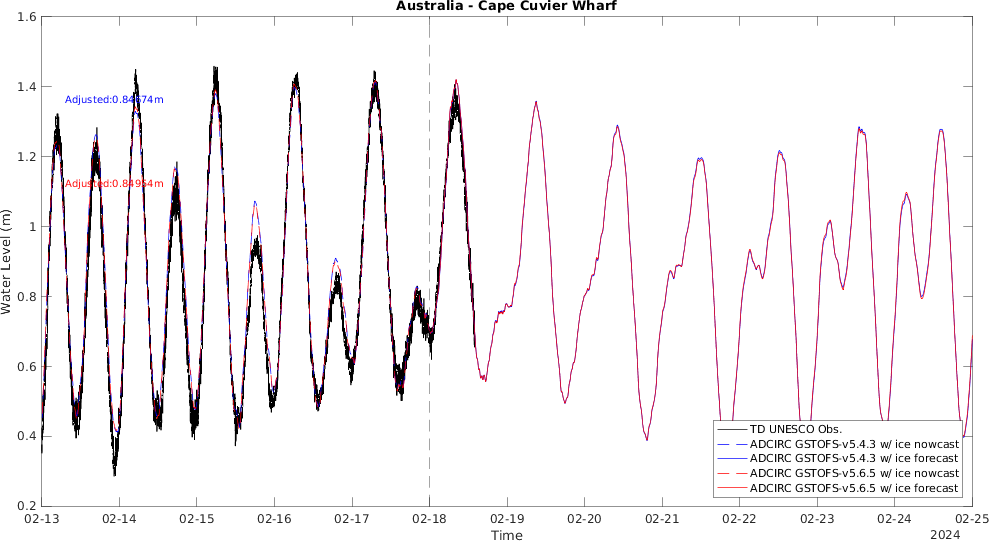 Australia - Cape Cuvier Wharf
1.6
1.4
1.2
1
0.8
0.6
0.4
0.2
Water Level (m)
Adjusted:0.84674m
Adjusted:0.84954m
TD UNESCO Obs.
ADCIRC GSTOFS-v5.4.3 w/ ice nowcast
ADCIRC GSTOFS-v5.4.3 w/ ice forecast
ADCIRC GSTOFS-v5.6.5 w/ ice nowcast
ADCIRC GSTOFS-v5.6.5 w/ ice forecast
02-13 02-14 02-15 02-16 02-17 02-18 02-19 02-20 02-21 02-22 02-23 02-24 02-25
Time
2024